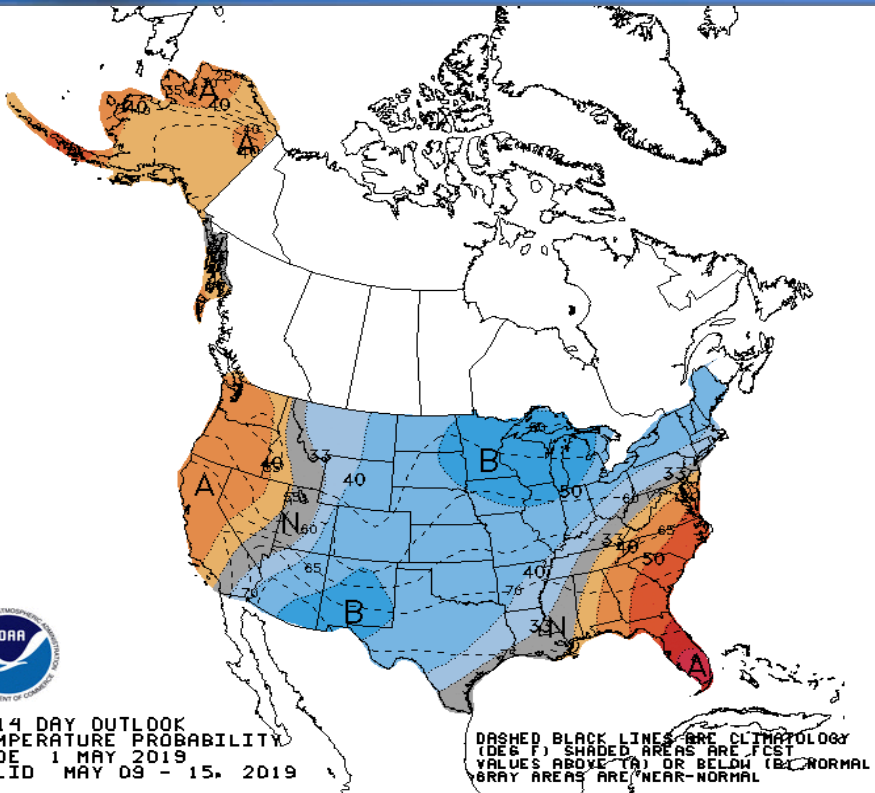 25
35
A
40
40
40
A
40
A
40
33
40
N
60
65
70
B
B
50
60
33
65
33
40
50
40
70
N
A
14 DAY OUTLOOK
MPERATURE PROBABILITY
DE 1 MAY 2019
LID MAY 09 - 15, 2019
DASHED BLACK LINES ARE CLIMATOLOGY
(DEG F) SHADED AREAS ARE FCST
VALUES ABOVE (A) OR BELOW (B) NORMAL
GRAY AREAS ARE NEAR-NORMAL